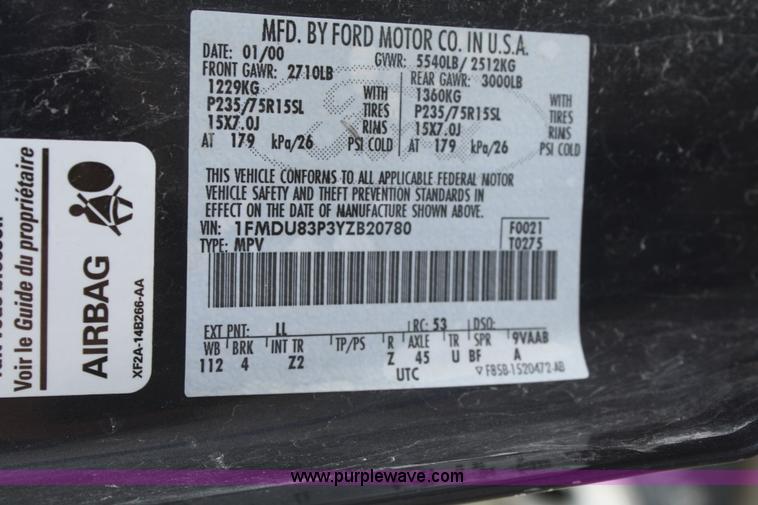 MFD. BY FORD MOTOR CO. IN U.S.A.
DATE: 01/00 GVWR: 5540LB/2512KG
FRONT GAWR: 2710LB REAR GAWR: 3000LB
1229KG WITH 1360KG WITH
P235/75R15SL TIRES P235/75R15SL TIRES
15X7.0J RIMS 15X7.0J RIMS
AT 179 kPa/26 PSI COLD AT 179 kPa/26 PSI COLD
THIS VEHICLE CONFORMS TO ALL APPLICABLE FEDERAL MOTOR
VEHICLE SAFETY AND THEFT PREVENTION STANDARDS IN
EFFECT ON THE DATE OF MANUFACTURE SHOWN ABOVE.
VIN: 1FMDU83P3YZB20780 F0021
TYPE: MPV T0275
EXT PNT: LL RC: 53 DSO:
WB BRK INT TR TP/PS R AXLE TR SPR 9VAAB
112 4 Z2 Z 45 U BF A
UTC F85B-1520472-AB
Voir le Guide du propriétaire
AIRBAG
XF2A-14B266-AA
www.purplewave.com